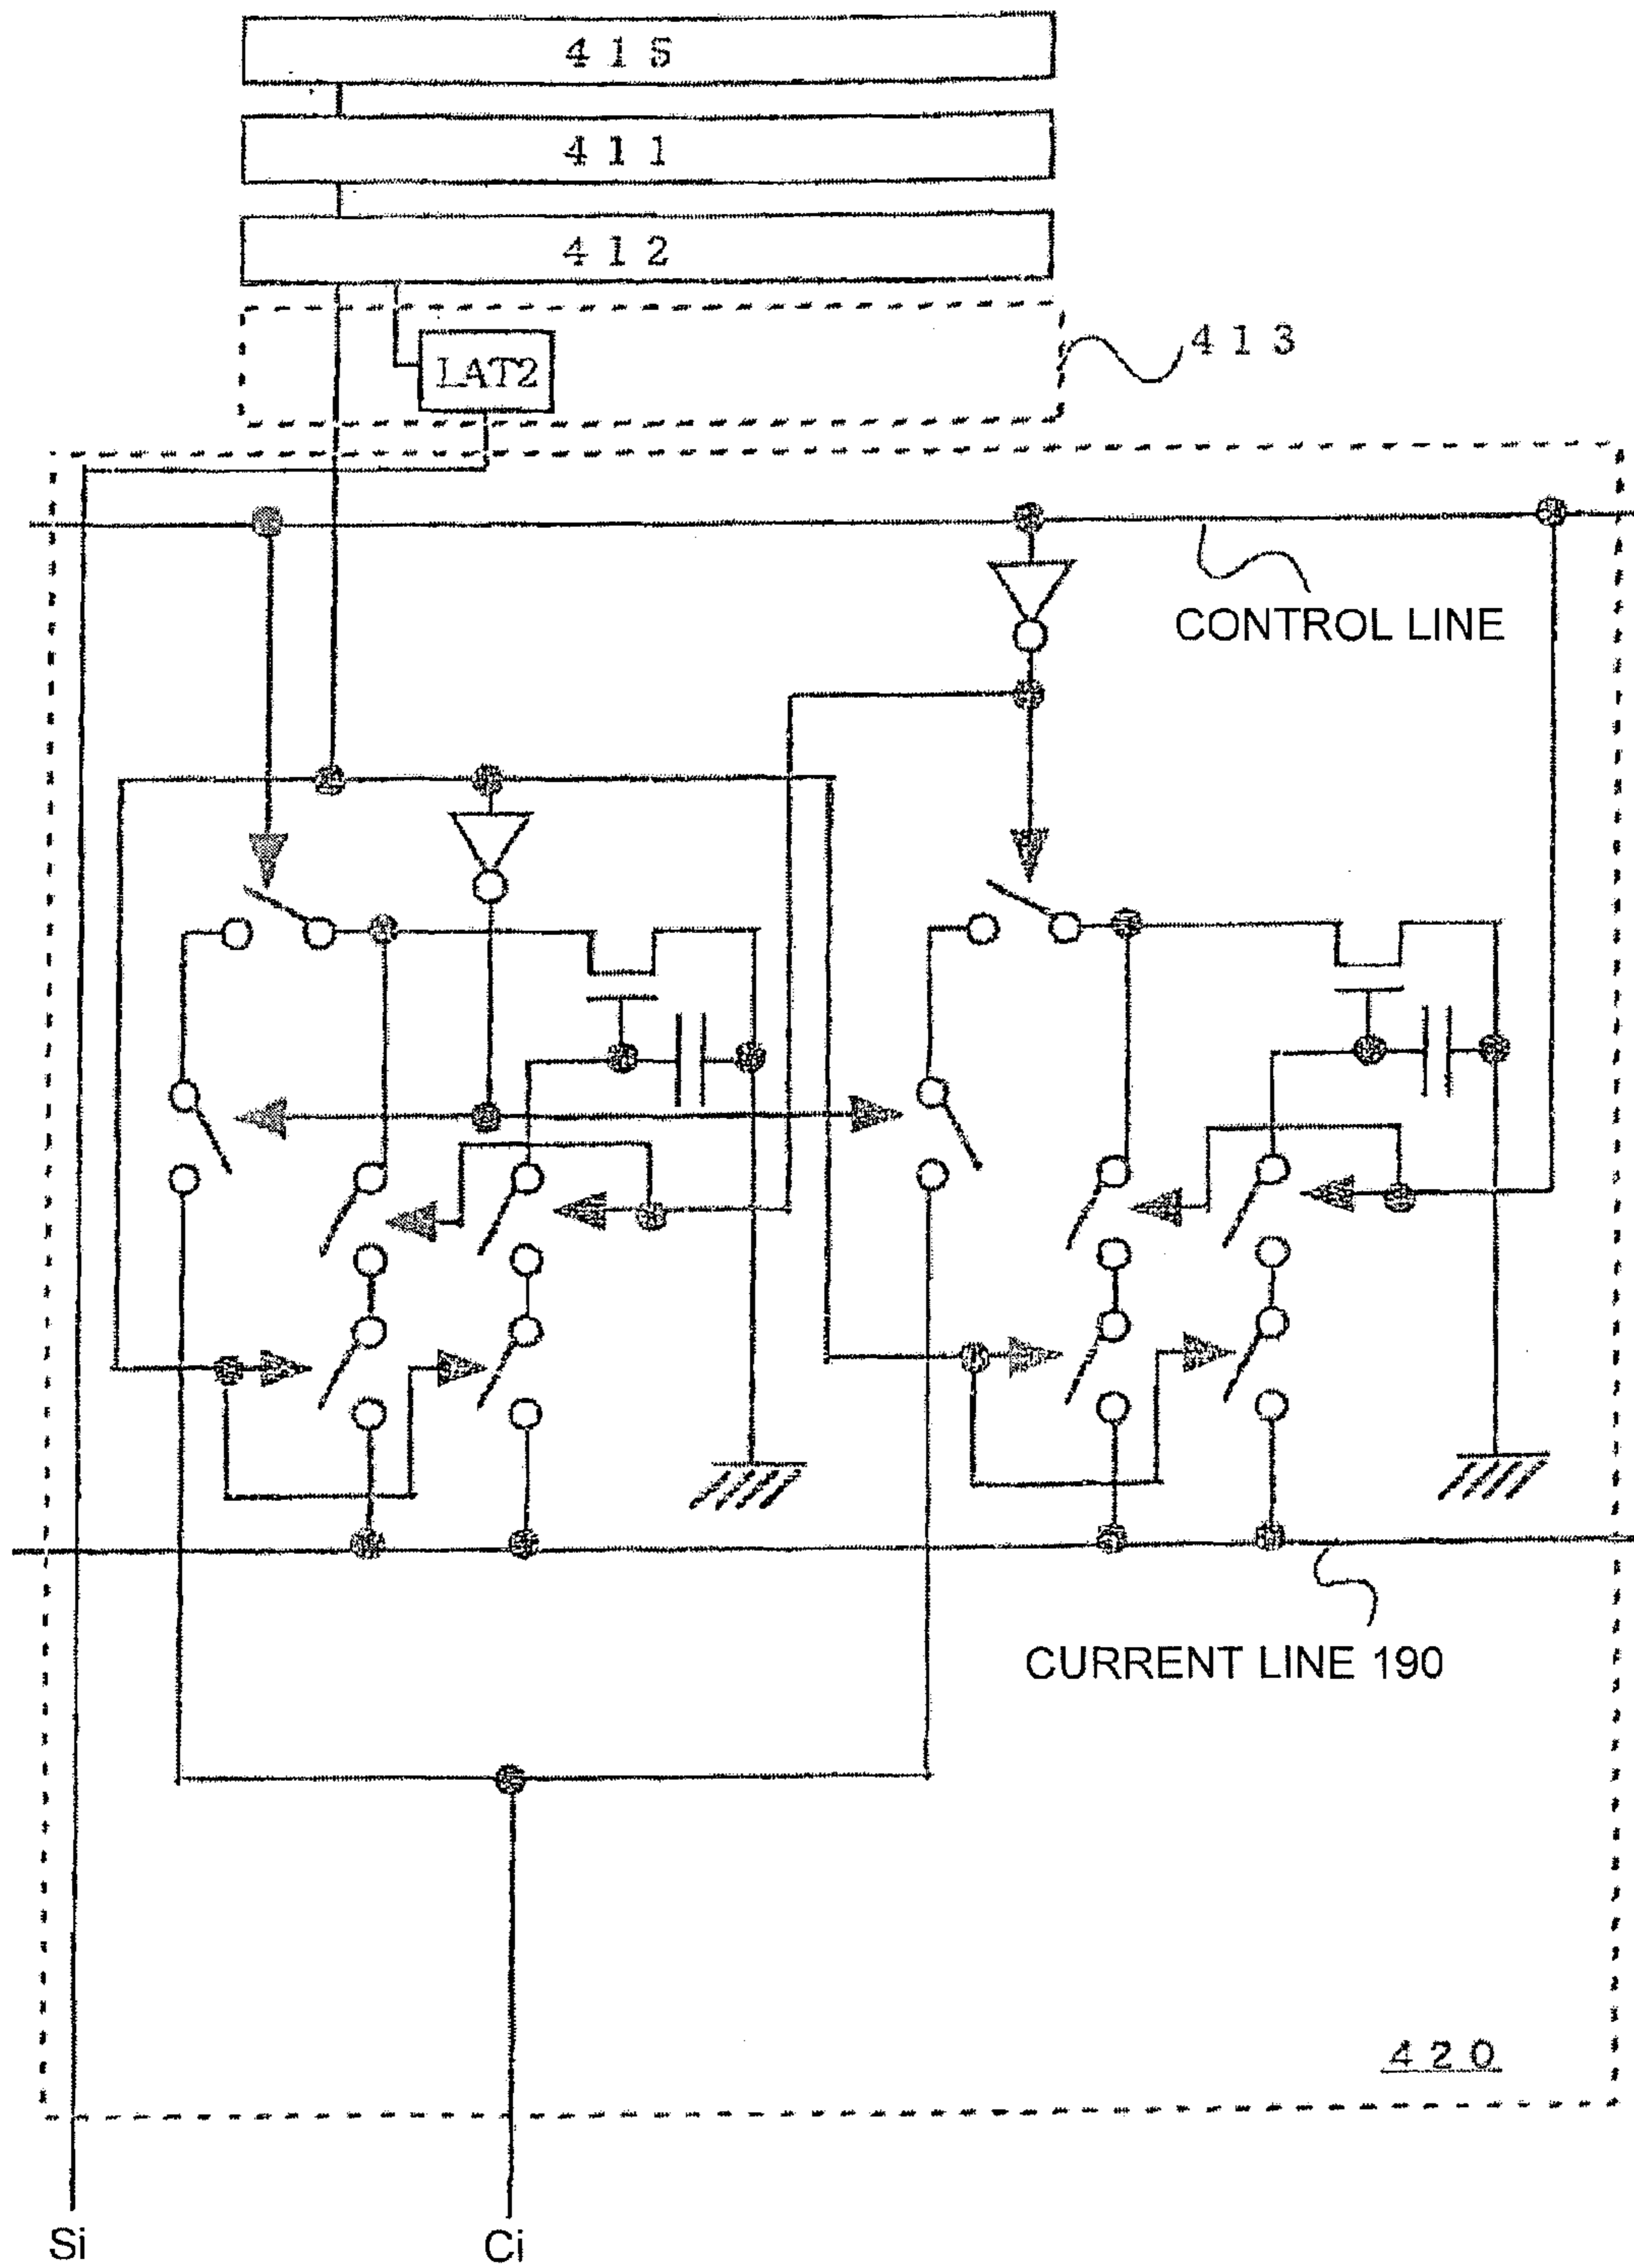 415
411
412
LAT2
413
CONTROL LINE
CURRENT LINE 190
420
Si
Ci